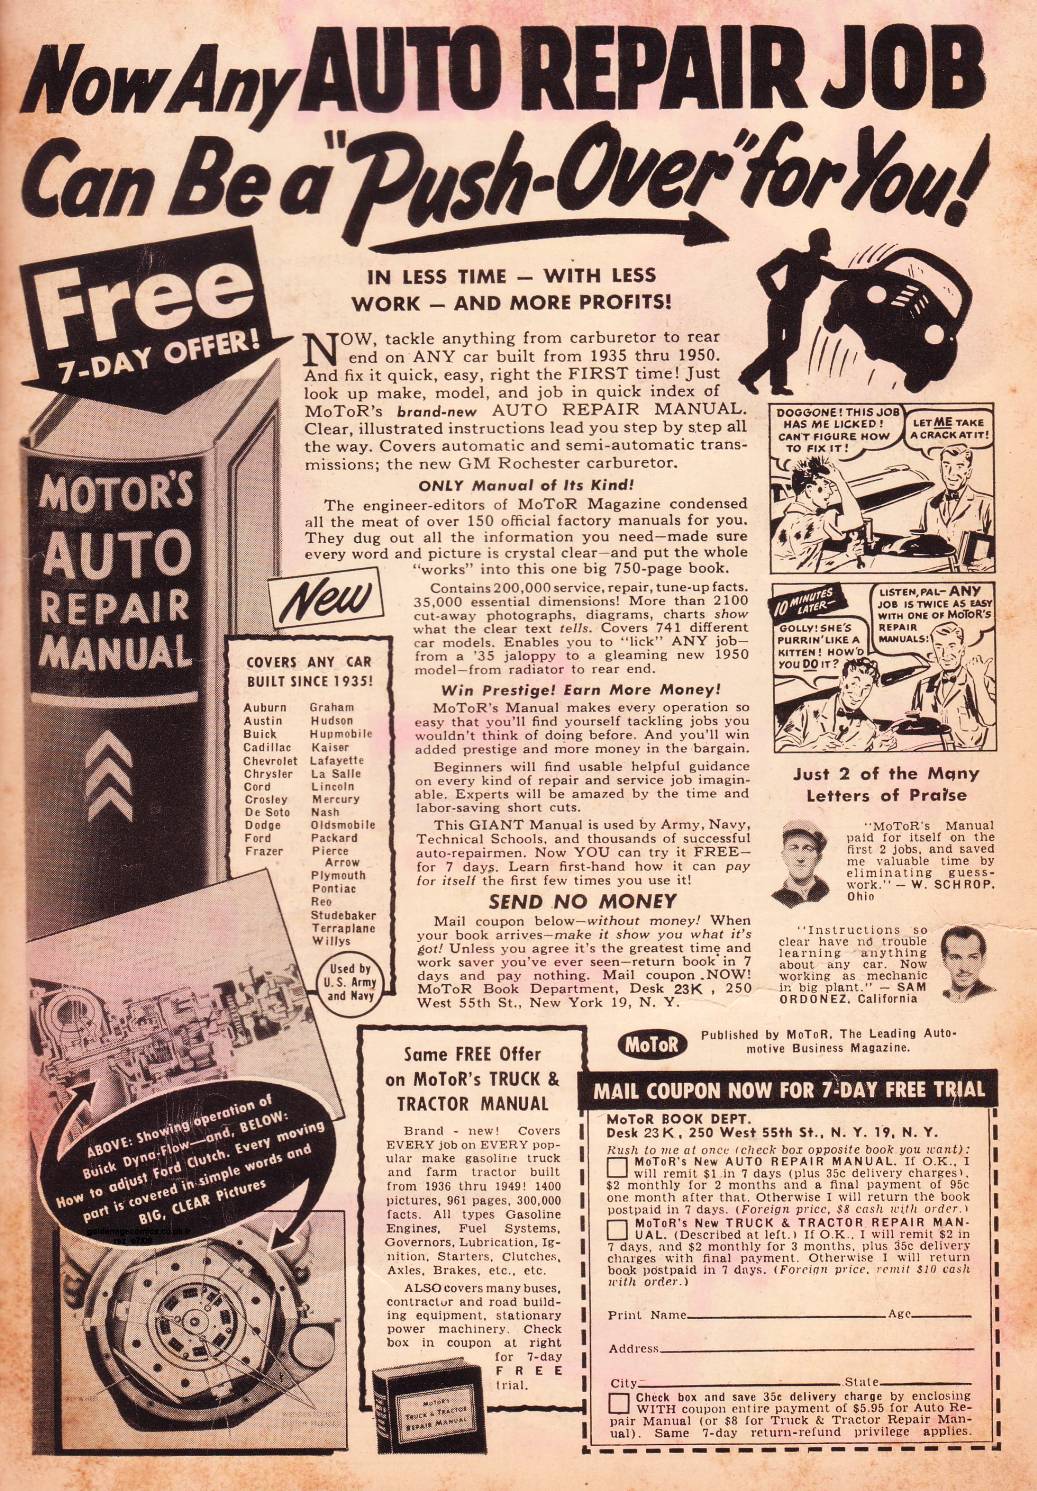 Now Any AUTO REPAIR JOB
Can Be a "Push-Over" for You!
Free
7-DAY OFFER!
MOTOR'S
AUTO
REPAIR
MANUAL
IN LESS TIME — WITH LESS
WORK — AND MORE PROFITS!
NOW, tackle anything from carburetor to rear
end on ANY car built from 1935 thru 1950.
And fix it quick, easy, right the FIRST time! Just
look up make, model, and job in quick index of
MoToR's brand-new AUTO REPAIR MANUAL.
Clear, illustrated instructions lead you step by step all
the way. Covers automatic and semi-automatic trans-
missions; the new GM Rochester carburetor.
ONLY Manual of Its Kind!
The engineer-editors of MoToR Magazine condensed
all the meat of over 150 official factory manuals for you.
They dug out all the information you need—made sure
every word and picture is crystal clear—and put the whole
"works" into this one big 750-page book.
Contains 200,000 service, repair, tune-up facts.
35,000 essential dimensions! More than 2100
cut-away photographs, diagrams, charts show
what the clear text tells. Covers 741 different
car models. Enables you to "lick" ANY job—
from a '35 jaloppy to a gleaming new 1950
model—from radiator to rear end.
Win Prestige! Earn More Money!
MoToR's Manual makes every operation so
easy that you'll find yourself tackling jobs you
wouldn't think of doing before. And you'll win
added prestige and more money in the bargain.
Beginners will find usable helpful guidance
on every kind of repair and service job imagin-
able. Experts will be amazed by the time and
labor-saving short cuts.
This GIANT Manual is used by Army, Navy,
Technical Schools, and thousands of successful
auto-repairmen. Now YOU can try it FREE—
for 7 days. Learn first-hand how it can pay
for itself the first few times you use it!
SEND NO MONEY
Mail coupon below—without money! When
your book arrives—make it show you what it's
got! Unless you agree it's the greatest time and
work saver you've ever seen—return book in 7
days and pay nothing. Mail coupon NOW!
MoToR Book Department, Desk 23K, 250
West 55th St., New York 19, N. Y.
New
COVERS ANY CAR
BUILT SINCE 1935!
Auburn
Austin
Buick
Cadillac
Chevrolet
Chrysler
Cord
Crosley
De Soto
Dodge
Ford
Frazer
Graham
Hudson
Hupmobile
Kaiser
Lafayette
La Salle
Lincoln
Mercury
Nash
Oldsmobile
Packard
Pierce
Arrow
Plymouth
Pontiac
Reo
Studebaker
Terraplane
Willys
Used by
U.S. Army
and Navy
DOGGONE! THIS JOB
HAS ME LICKED!
CAN'T FIGURE HOW
TO FIX IT!
LET ME TAKE
A CRACK AT IT!
10 MINUTES
LATER—
GOLLY! SHE'S
PURRIN' LIKE A
KITTEN! HOW'D
YOU DO IT?
LISTEN, PAL—ANY
JOB IS TWICE AS EASY
WITH ONE OF MoToR'S
REPAIR
MANUALS!
Just 2 of the Many
Letters of Praise
"MoToR's Manual
paid for itself on the
first 2 jobs, and saved
me valuable time by
eliminating guess-
work." — W. SCHROP,
Ohio
"Instructions so
clear have no trouble
learning anything
about any car. Now
working as mechanic
in big plant." — SAM
ORDONEZ, California
MoToR
Published by MoToR, The Leading Auto-
motive Business Magazine.
ABOVE: Showing operation of
Buick Dyna-Flow—and, BELOW:
How to adjust Ford Clutch. Every moving
part is covered in simple words and
BIG, CLEAR Pictures
Same FREE Offer
on MoToR's TRUCK &
TRACTOR MANUAL
Brand - new! Covers
EVERY job on EVERY pop-
ular make gasoline truck
and farm tractor built
from 1936 thru 1949! 1400
pictures, 961 pages, 300,000
facts. All types Gasoline
Engines, Fuel Systems,
Governors, Lubrication, Ig-
nition, Starters, Clutches,
Axles, Brakes, etc., etc.
ALSO covers many buses,
contractor and road build-
ing equipment, stationary
power machinery. Check
box in coupon at right
for 7-day
FREE
trial.
MOTOR'S
TRUCK & TRACTOR
REPAIR MANUAL
MAIL COUPON NOW FOR 7-DAY FREE TRIAL
MoToR BOOK DEPT.
Desk 23K, 250 West 55th St., N. Y. 19, N. Y.
Rush to me at once (check box opposite book you want):
MoToR's New AUTO REPAIR MANUAL. If O.K., I
will remit $1 in 7 days (plus 35c delivery charges),
$2 monthly for 2 months and a final payment of 95c
one month after that. Otherwise I will return the book
postpaid in 7 days. (Foreign price, $8 cash with order.)
MoToR's New TRUCK & TRACTOR REPAIR MAN-
UAL. (Described at left.) If O.K., I will remit $2 in
7 days, and $2 monthly for 3 months, plus 35c delivery
charges with final payment. Otherwise I will return
book postpaid in 7 days. (Foreign price, remit $10 cash
with order.)
Print Name Age
Address
City State
Check box and save 35c delivery charge by enclosing
WITH coupon entire payment of $5.95 for Auto Re-
pair Manual (or $8 for Truck & Tractor Repair Man-
ual). Same 7-day return-refund privilege applies.